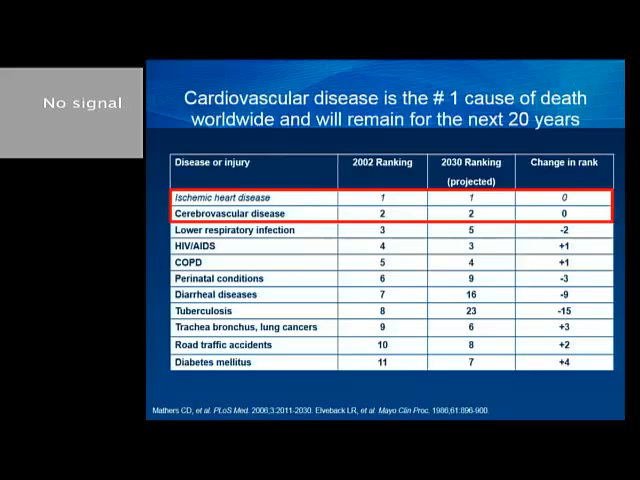 No signal
Cardiovascular disease is the # 1 cause of death
worldwide and will remain for the next 20 years
Disease or injury 2002 Ranking 2030 Ranking (projected) Change in rank
Ischemic heart disease 1 1 0
Cerebrovascular disease 2 2 0
Lower respiratory infection 3 5 -2
HIV/AIDS 4 3 +1
COPD 5 4 +1
Perinatal conditions 6 9 -3
Diarrheal diseases 7 16 -9
Tuberculosis 8 23 -15
Trachea bronchus, lung cancers 9 6 +3
Road traffic accidents 10 8 +2
Diabetes mellitus 11 7 +4
Mathers CD, et al. PLoS Med. 2006;3:2011-2030. Elveback LR, et al. Mayo Clin Proc. 1986;61:896-900.